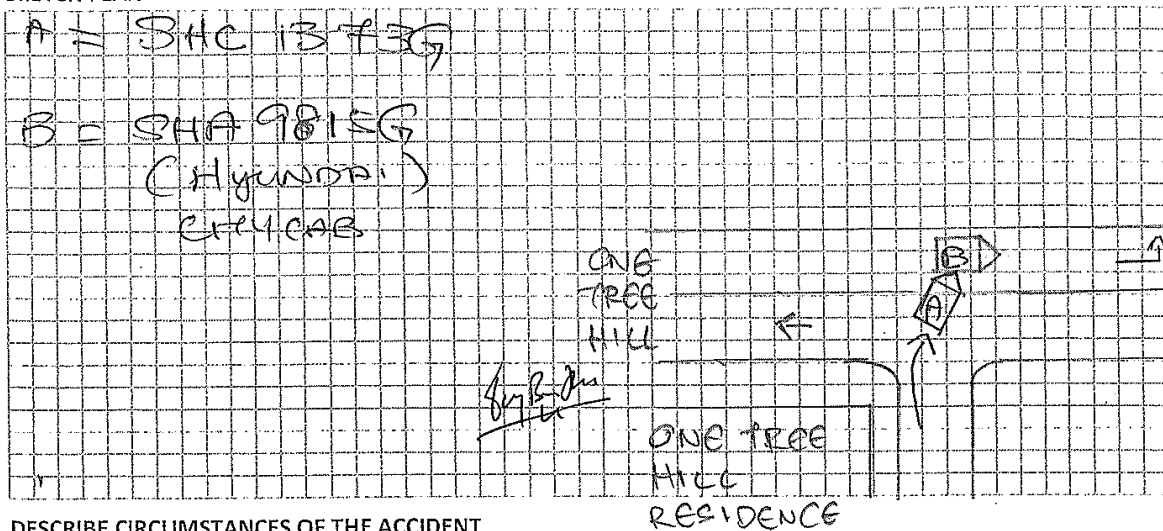 A = SHC 1373G
B = SHA 9815G
(HYUNDAI)
CITYCAB
ONE
TREE
HILL
B
A
ONE TREE
HILL
RESIDENCE
DESCRIBE CIRCUMSTANCES OF THE ACCIDENT